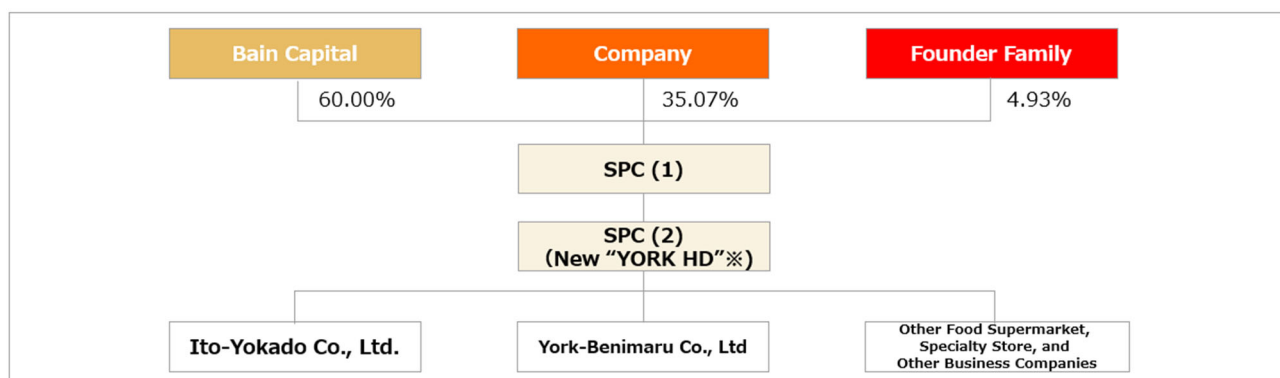 Bain Capital
Company
Founder Family
60.00%
35.07%
4.93%
SPC (1)
SPC (2)
(New “YORK HD”※)
Ito-Yokado Co., Ltd.
York-Benimaru Co., Ltd
Other Food Supermarket,
Specialty Store, and
Other Business Companies